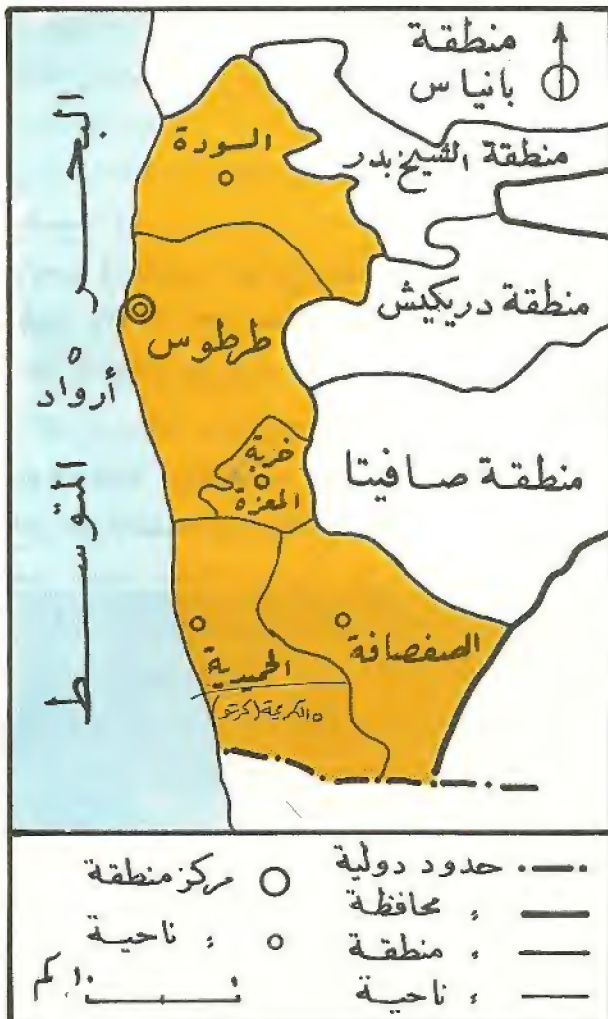 منطقة
بانياس
البحر
المتوسط
السودة
منطقة الشيخ بدر
منطقة دريكيش
طرطوس
أرواد
خربة
المعزة
منطقة صافيتا
الصفصافة
الحميدية
الكريمة (كرتو)
حدود دولية
〃 محافظة
〃 منطقة
〃 ناحية
مركز منطقة
〃 ناحية
١٠ كم